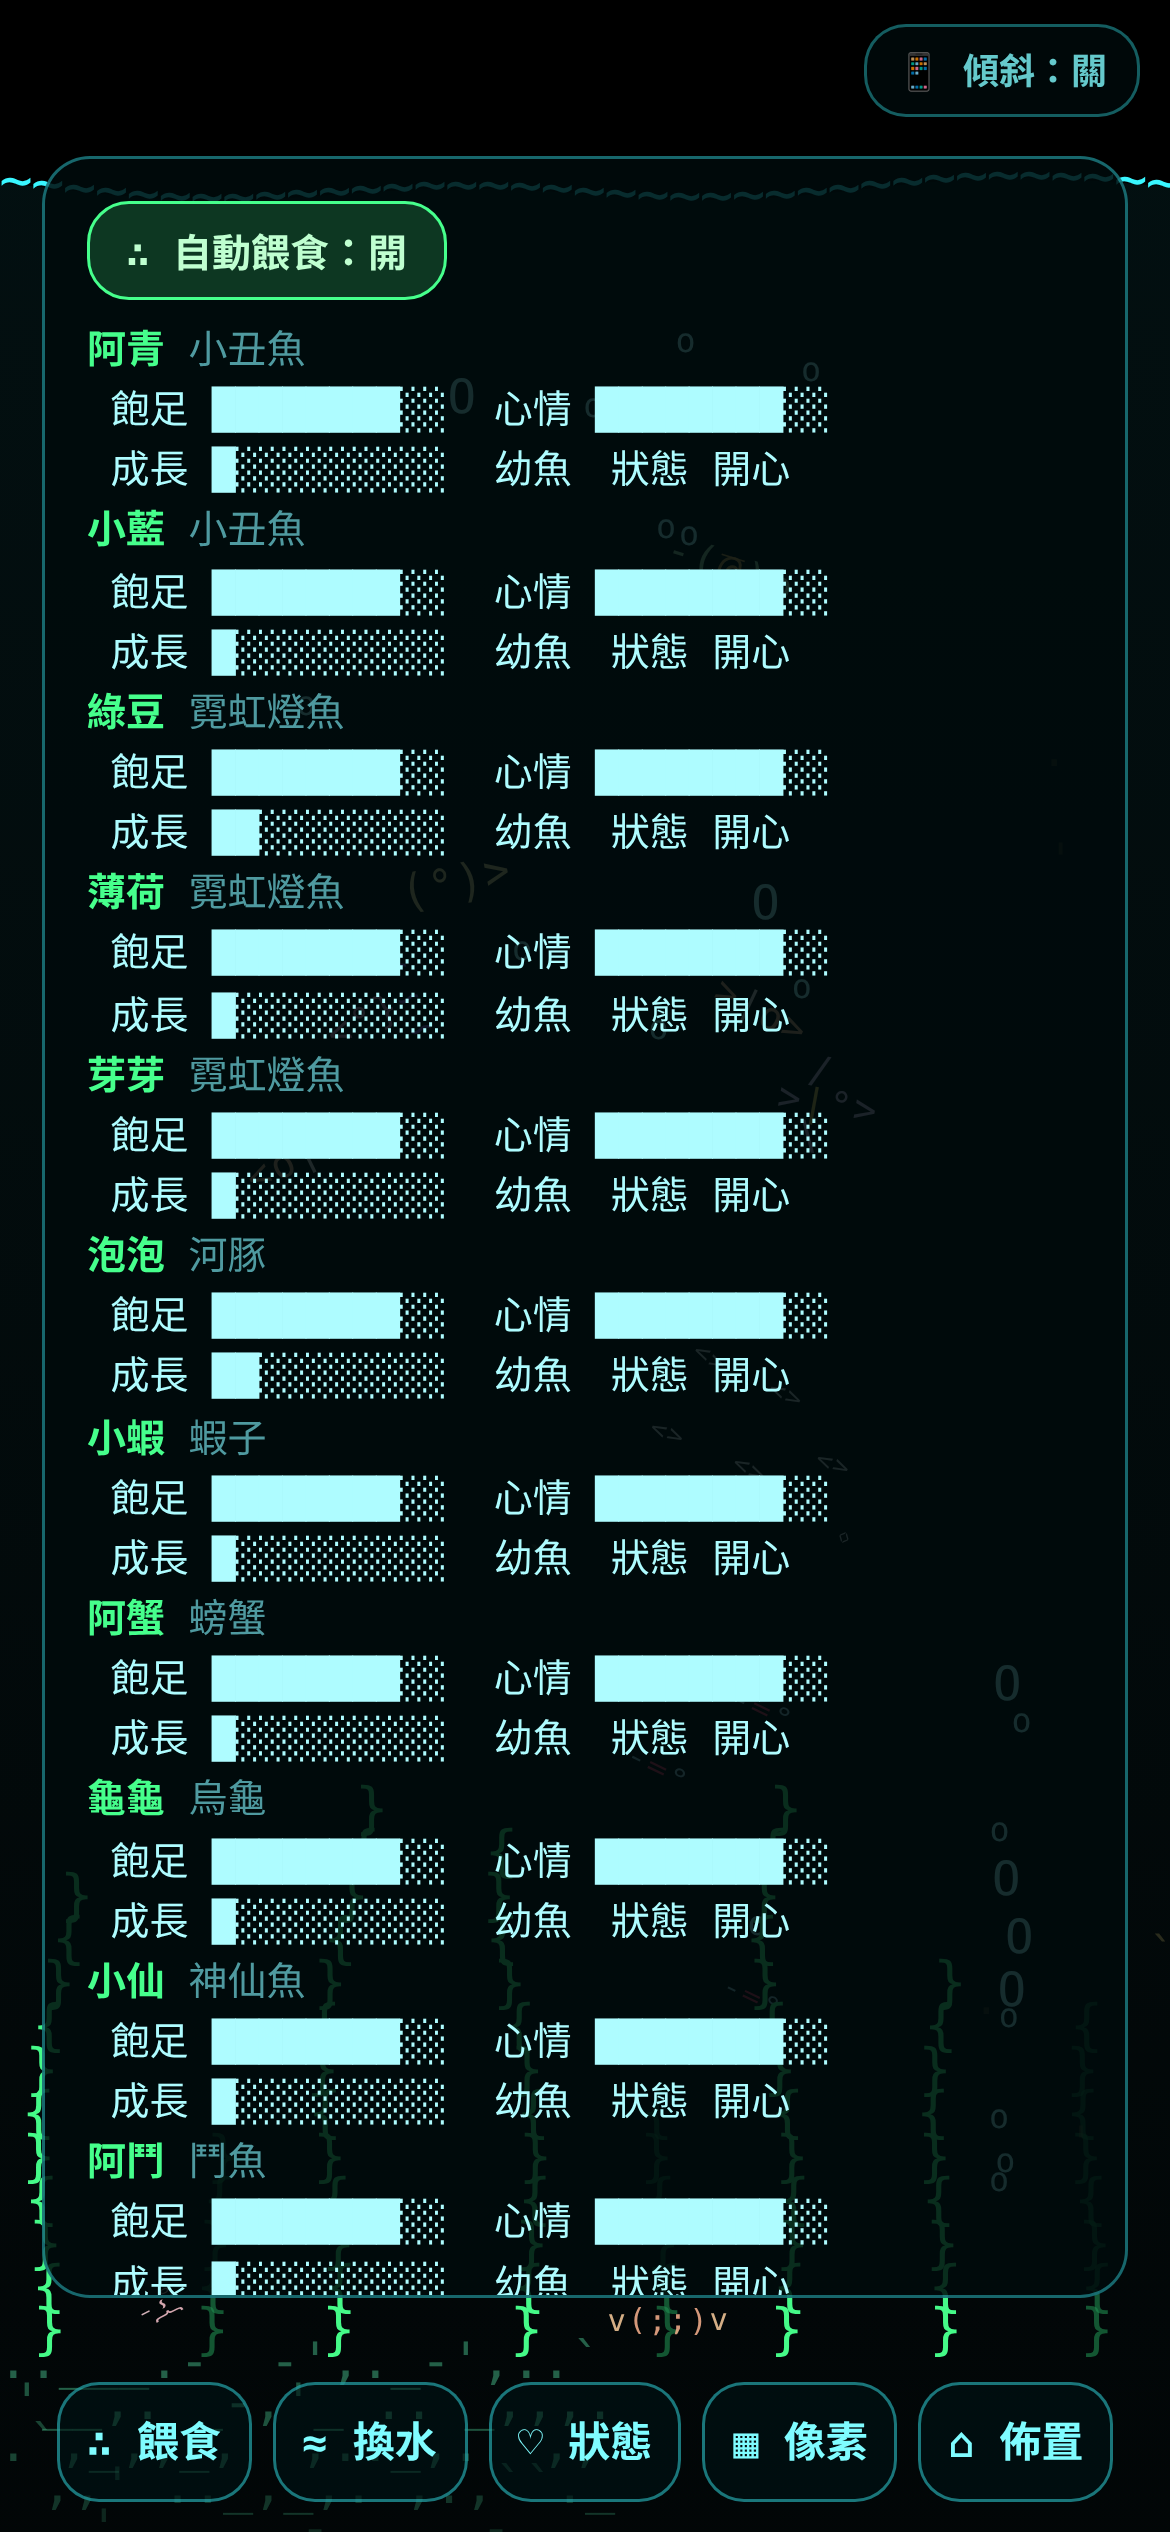 📱 傾斜：關
∴ 自動餵食：開
阿青 小丑魚
飽足 ████████░░ 心情 ████████░░
成長 █░░░░░░░░░ 幼魚 狀態 開心
小藍 小丑魚
飽足 ████████░░ 心情 ████████░░
成長 █░░░░░░░░░ 幼魚 狀態 開心
綠豆 霓虹燈魚
飽足 ████████░░ 心情 ████████░░
成長 ██░░░░░░░░ 幼魚 狀態 開心
薄荷 霓虹燈魚
飽足 ████████░░ 心情 ████████░░
成長 █░░░░░░░░░ 幼魚 狀態 開心
芽芽 霓虹燈魚
飽足 ████████░░ 心情 ████████░░
成長 █░░░░░░░░░ 幼魚 狀態 開心
泡泡 河豚
飽足 ████████░░ 心情 ████████░░
成長 ██░░░░░░░░ 幼魚 狀態 開心
小蝦 蝦子
飽足 ████████░░ 心情 ████████░░
成長 █░░░░░░░░░ 幼魚 狀態 開心
阿蟹 螃蟹
飽足 ████████░░ 心情 ████████░░
成長 █░░░░░░░░░ 幼魚 狀態 開心
龜龜 烏龜
飽足 ████████░░ 心情 ████████░░
成長 █░░░░░░░░░ 幼魚 狀態 開心
小仙 神仙魚
飽足 ████████░░ 心情 ████████░░
成長 █░░░░░░░░░ 幼魚 狀態 開心
阿鬥 鬥魚
飽足 ████████░░ 心情 ████████░░
成長 █░░░░░░░░░ 幼魚 狀態 開心
v(;;)v
∴ 餵食 ≈ 換水 ♡ 狀態 ▦ 像素 ⌂ 佈置